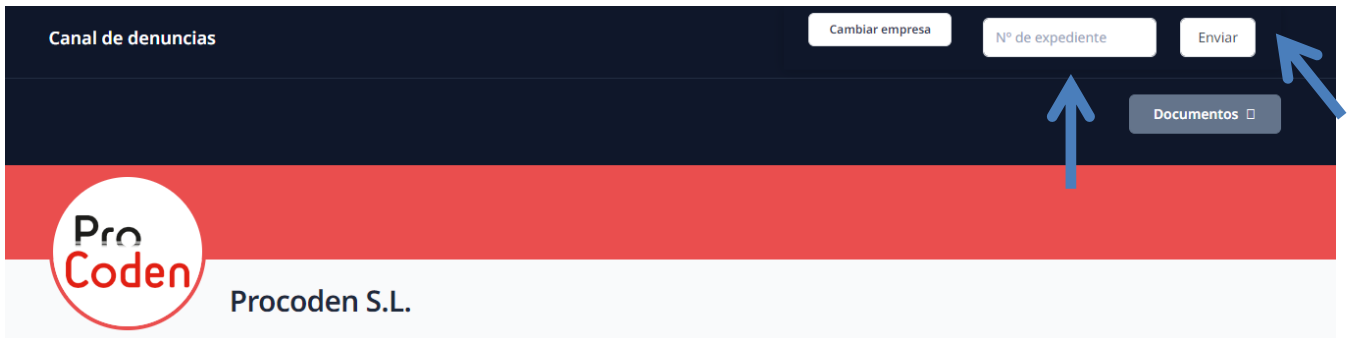 Canal de denuncias
Cambiar empresa
Nº de expediente
Enviar
Documentos
Pro
Coden
Procoden S.L.